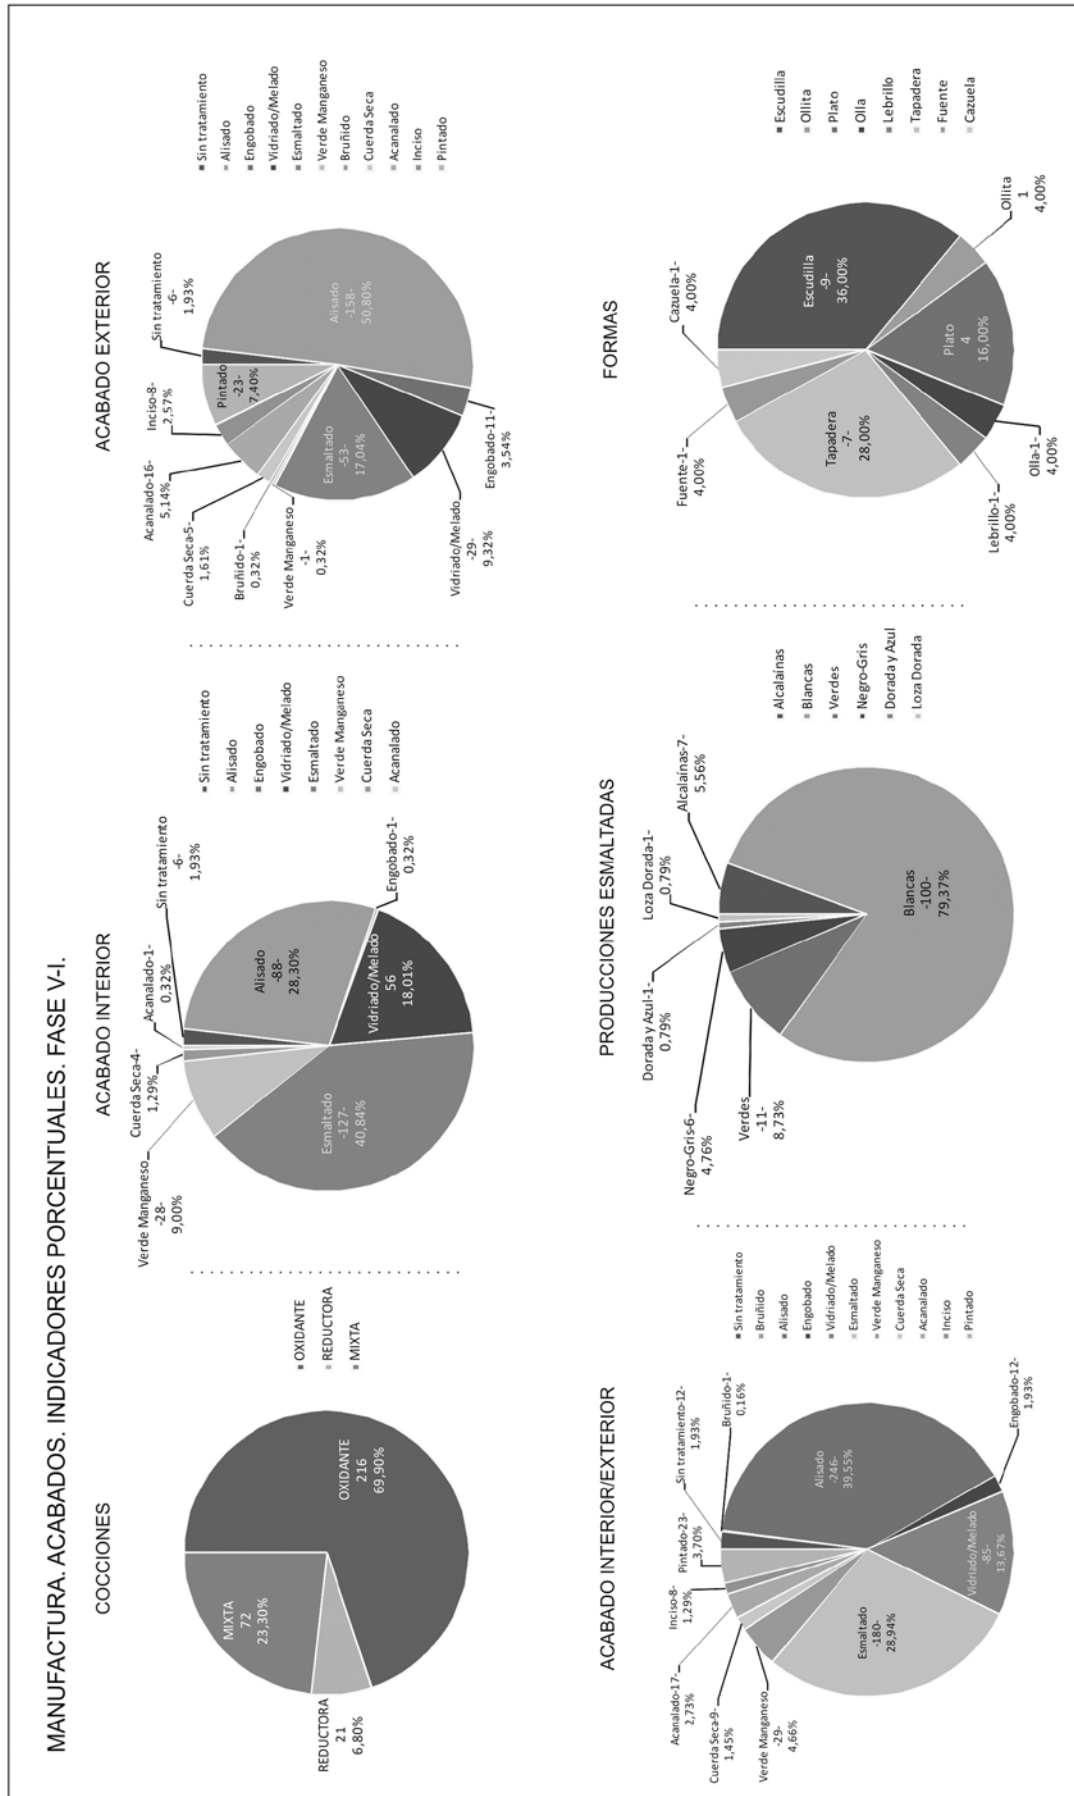 MANUFACTURA. ACABADOS. INDICADORES PORCENTUALES. FASE V-I.
COCCIONES
MIXTA
72
23,30%
OXIDANTE
216
69,90%
REDUCTORA
21
6,80%
OXIDANTE
REDUCTORA
MIXTA
ACABADO INTERIOR
Verde Manganeso
-28-
9,00%
Cuerda Seca-4-
1,29%
Acanalado-1-
0,32%
Sin tratamiento
-6-
1,93%
Alisado
-88-
28,30%
Engobado-1-
0,32%
Vidriado/Melado
56
18,01%
Esmaltado
-127-
40,84%
Sin tratamiento
Alisado
Engobado
Vidriado/Melado
Esmaltado
Verde Manganeso
Cuerda Seca
Acanalado
ACABADO EXTERIOR
Sin tratamiento
-6-
1,93%
Inciso-8-
2,57%
Pintado
-23-
7,40%
Acanalado-16-
5,14%
Cuerda Seca-5-
1,61%
Bruñido-1-
0,32%
Verde Manganeso
-1-
0,32%
Alisado
-158-
50,80%
Esmaltado
-53-
17,04%
Vidriado/Melado
-29-
9,32%
Engobado-11-
3,54%
Sin tratamiento
Alisado
Engobado
Vidriado/Melado
Esmaltado
Verde Manganeso
Bruñido
Cuerda Seca
Acanalado
Inciso
Pintado
ACABADO INTERIOR/EXTERIOR
Acanalado-17-
2,73%
Cuerda Seca-9-
1,45%
Verde Manganeso
-29-
4,66%
Inciso-8-
1,29%
Pintado-23-
3,70%
Sin tratamiento-12-
1,93%
Bruñido-1-
0,16%
Alisado
-246-
39,55%
Engobado-12-
1,93%
Vidriado/Melado
-85-
13,67%
Esmaltado
-180-
28,94%
Sin tratamiento
Bruñido
Alisado
Engobado
Vidriado/Melado
Esmaltado
Verde Manganeso
Cuerda Seca
Acanalado
Inciso
Pintado
PRODUCCIONES ESMALTADAS
Negro-Gris-6-
4,76%
Verdes
-11-
8,73%
Dorada y Azul-1-
0,79%
Loza Dorada-1-
0,79%
Alcalaínas-7-
5,56%
Blancas
-100-
79,37%
Alcalaínas
Blancas
Verdes
Negro-Gris
Dorada y Azul
Loza Dorada
FORMAS
Fuente-1-
4,00%
Cazuela-1-
4,00%
Escudilla
-9-
36,00%
Ollita
1
4,00%
Plato
4
16,00%
Olla-1-
4,00%
Lebrillo-1-
4,00%
Tapadera
-7-
28,00%
Escudilla
Ollita
Plato
Olla
Lebrillo
Tapadera
Fuente
Cazuela